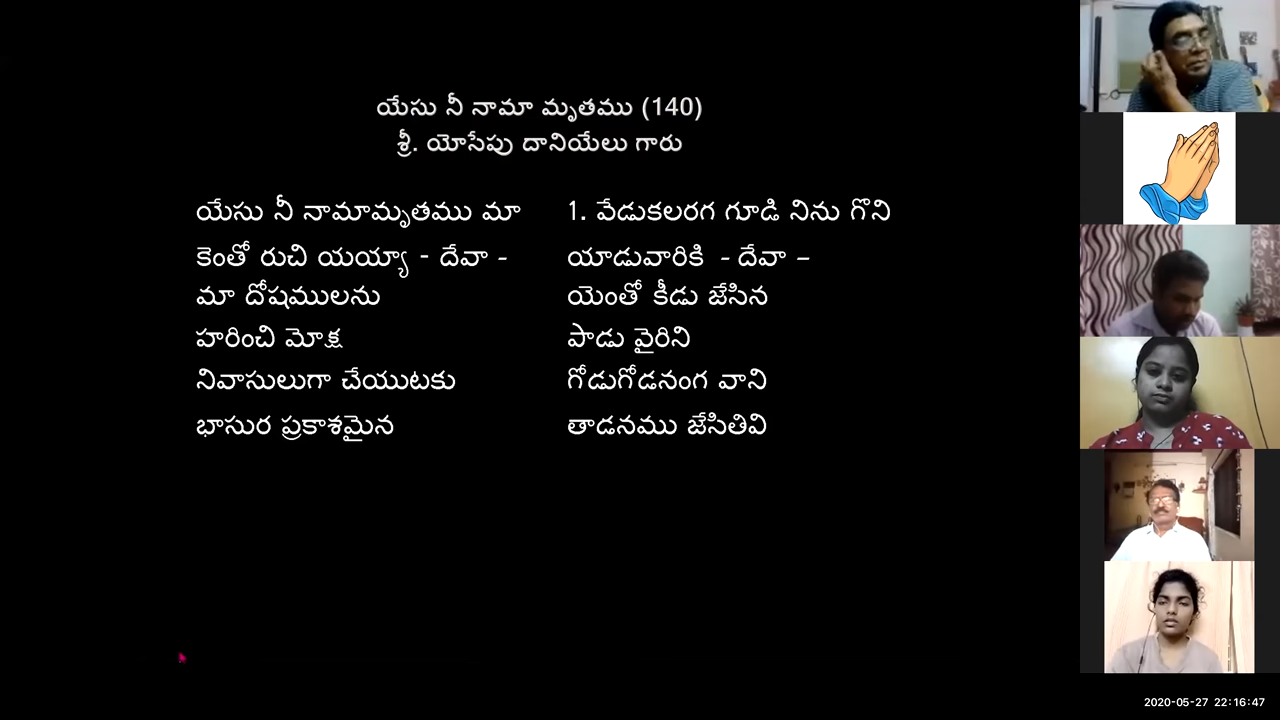 యేసు నీ నామా మృతము (140)
శ్రీ. యోసేపు దానియేలు గారు
యేసు నీ నామామృతము మా
కెంతో రుచి యయ్యా - దేవా -
మా దోషములను
హరించి మోక్ష
నివాసులుగా చేయుటకు
భాసుర ప్రకాశమైన
1. వేడుకలరగ గూడి నిను గొని
యాడువారికి - దేవా –
యెంతో కీడు జేసిన
పాడు వైరిని
గోడుగోడనంగ వాని
తాడనము జేసితివి
2020-05-27 22:16:47